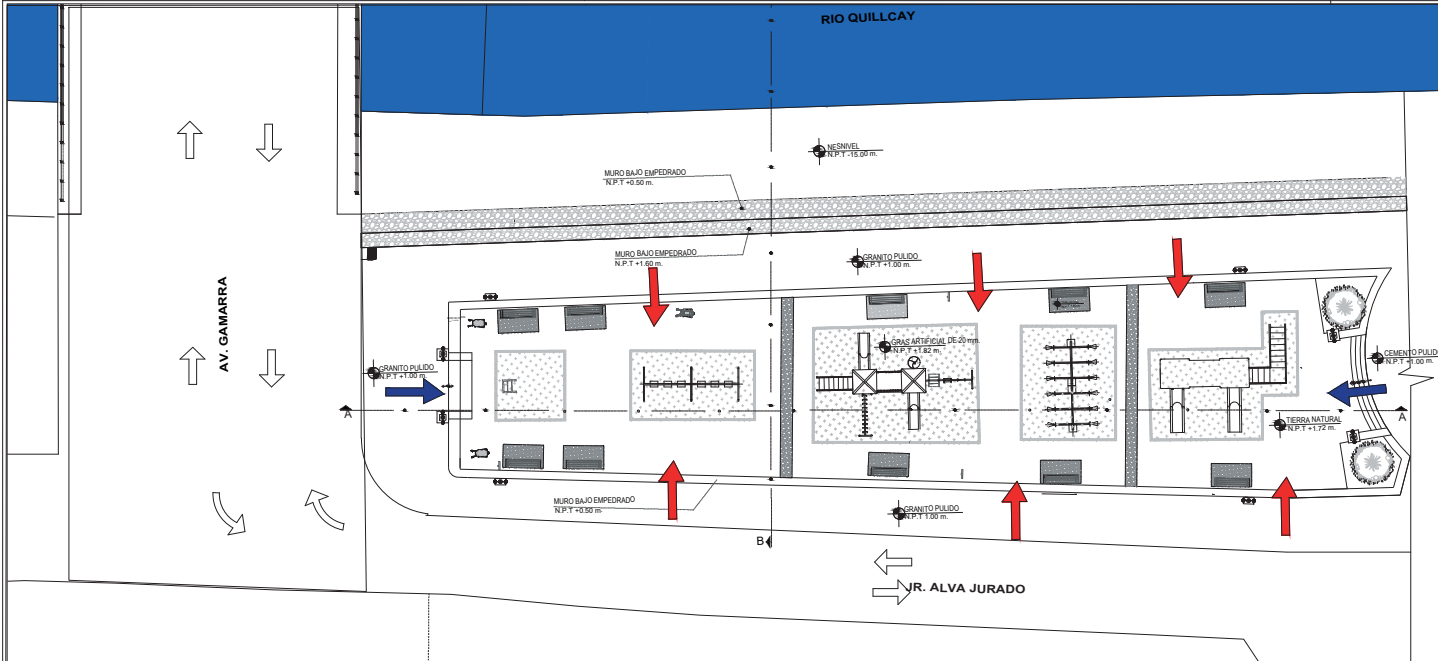 RIO QUILLCAY
NESNIVEL
N.P.T -15.00 m.
MURO BAJO EMPEDRADO
N.P.T +0.50 m.
MURO BAJO EMPEDRADO
N.P.T +1.60 m.
GRANITO PULIDO
N.P.T +1.00 m.
AV. GAMARRA
GRAS ARTIFICIAL DE 20 mm.
N.P.T +1.82 m.
CEMENTO PULIDO
N.P.T +1.00 m.
GRANITO PULIDO
N.P.T +1.00 m.
A
A
TIERRA NATURAL
N.P.T +1.72 m.
MURO BAJO EMPEDRADO
N.P.T +0.50 m.
GRANITO PULIDO
N.P.T 1.00 m.
B
JR. ALVA JURADO